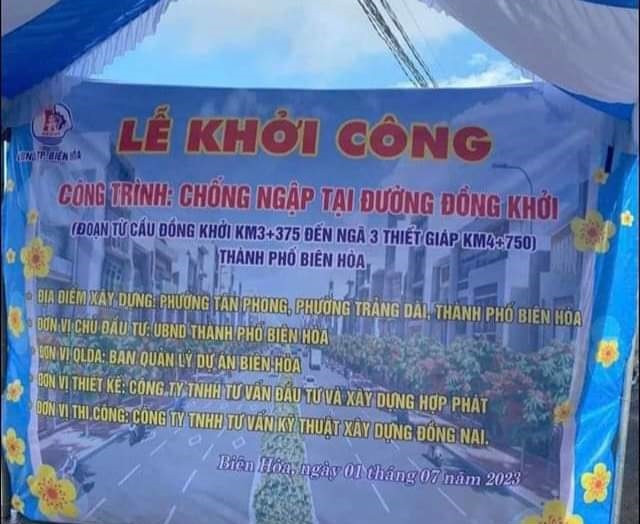 UBND TP. BIÊN HÒA
LỄ KHỞI CÔNG
CÔNG TRÌNH: CHỐNG NGẬP TẠI ĐƯỜNG ĐỒNG KHỞI
(ĐOẠN TỪ CẦU ĐỒNG KHỞI KM3+375 ĐẾN NGÃ 3 THIẾT GIÁP KM4+750)
THÀNH PHỐ BIÊN HÒA
- ĐỊA ĐIỂM XÂY DỰNG: PHƯỜNG TÂN PHONG, PHƯỜNG TRẢNG DÀI, THÀNH PHỐ BIÊN HÒA
- ĐƠN VỊ CHỦ ĐẦU TƯ: UBND THÀNH PHỐ BIÊN HÒA
- ĐƠN VỊ QLDA: BAN QUẢN LÝ DỰ ÁN BIÊN HÒA
- ĐƠN VỊ THIẾT KẾ: CÔNG TY TNHH TƯ VẤN ĐẦU TƯ VÀ XÂY DỰNG HỢP PHÁT
- ĐƠN VỊ THI CÔNG: CÔNG TY TNHH TƯ VẤN KỸ THUẬT XÂY DỰNG ĐỒNG NAI.
Biên Hòa, ngày 01 tháng 07 năm 2023